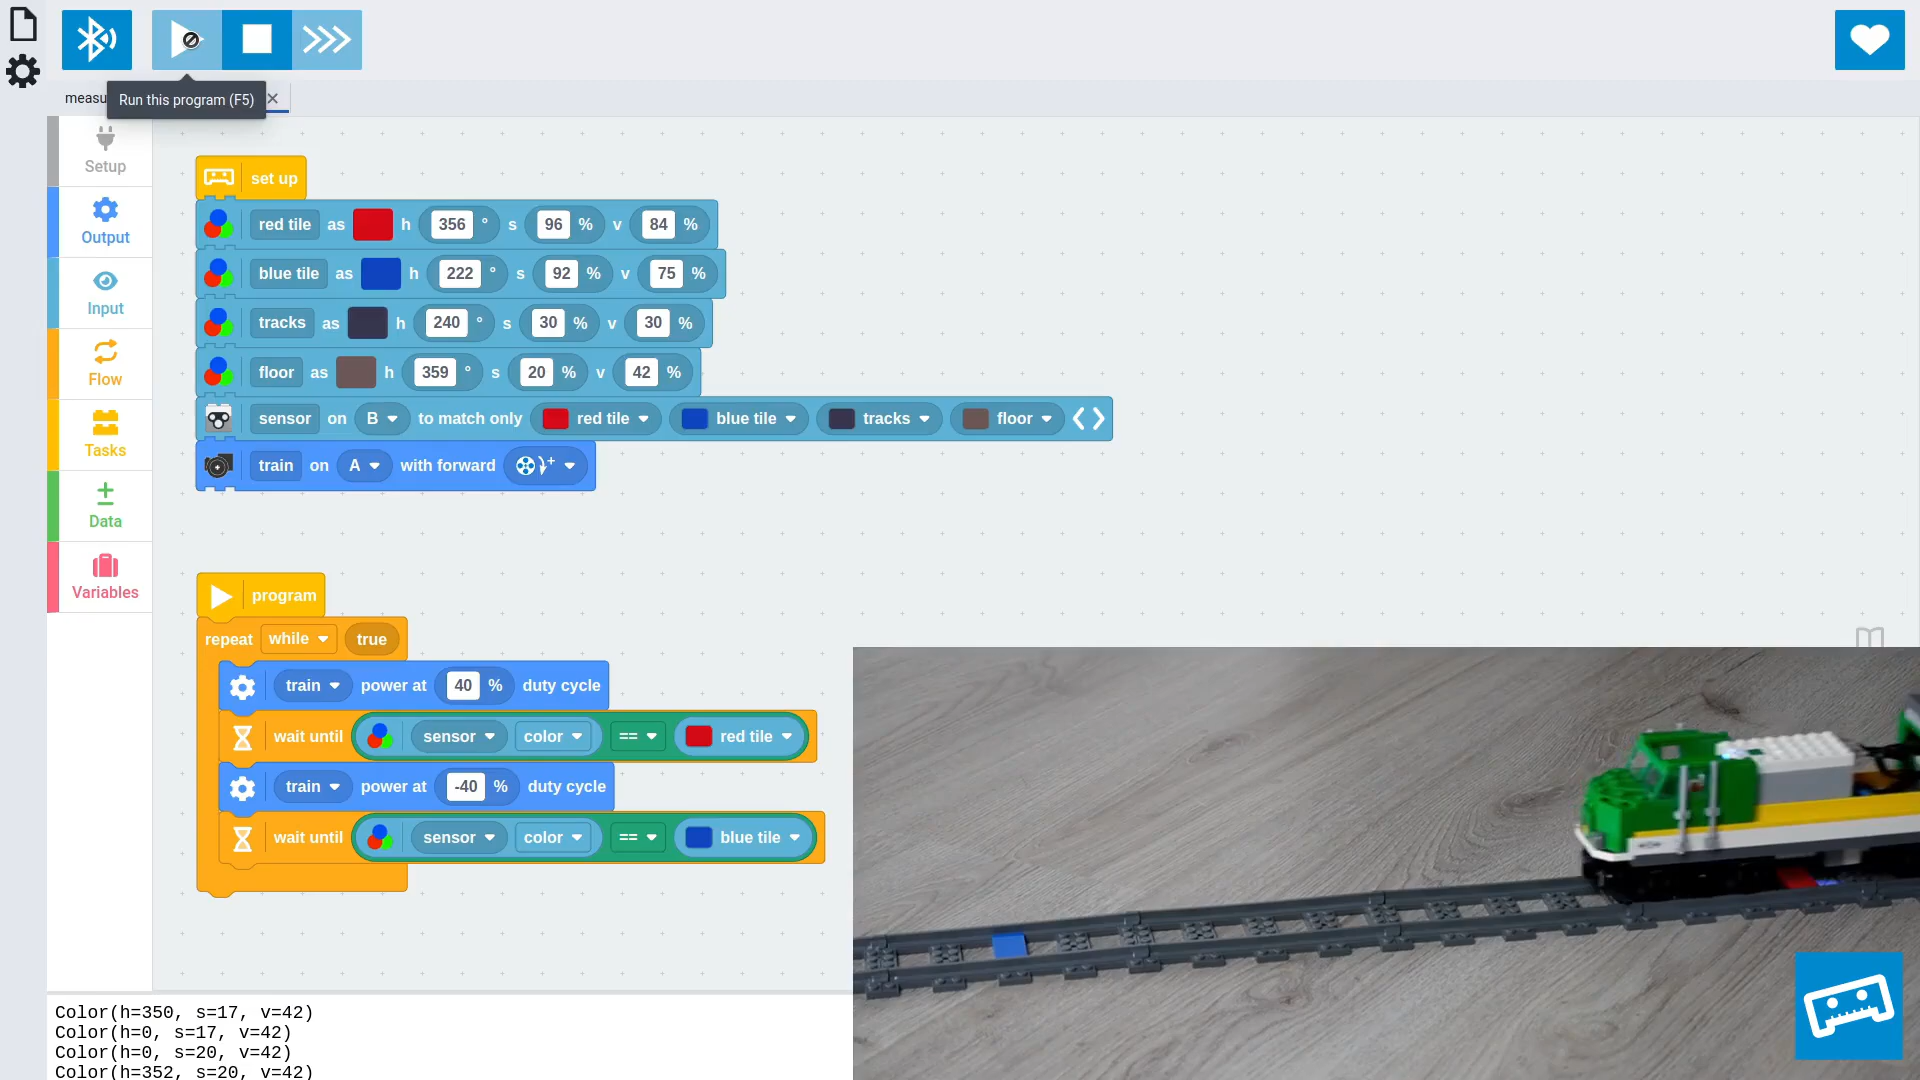 measu
Run this program (F5)
Setup
Output
Input
Flow
Tasks
Data
Variables
set up
red tile as h 356 ° s 96 % v 84 %
blue tile as h 222 ° s 92 % v 75 %
tracks as h 240 ° s 30 % v 30 %
floor as h 359 ° s 20 % v 42 %
sensor on B to match only red tile blue tile tracks floor
train on A with forward
program
repeat while true
train power at 40 % duty cycle
wait until sensor color == red tile
train power at -40 % duty cycle
wait until sensor color == blue tile
Color(h=350, s=17, v=42)
Color(h=0, s=17, v=42)
Color(h=0, s=20, v=42)
Color(h=352, s=20, v=42)